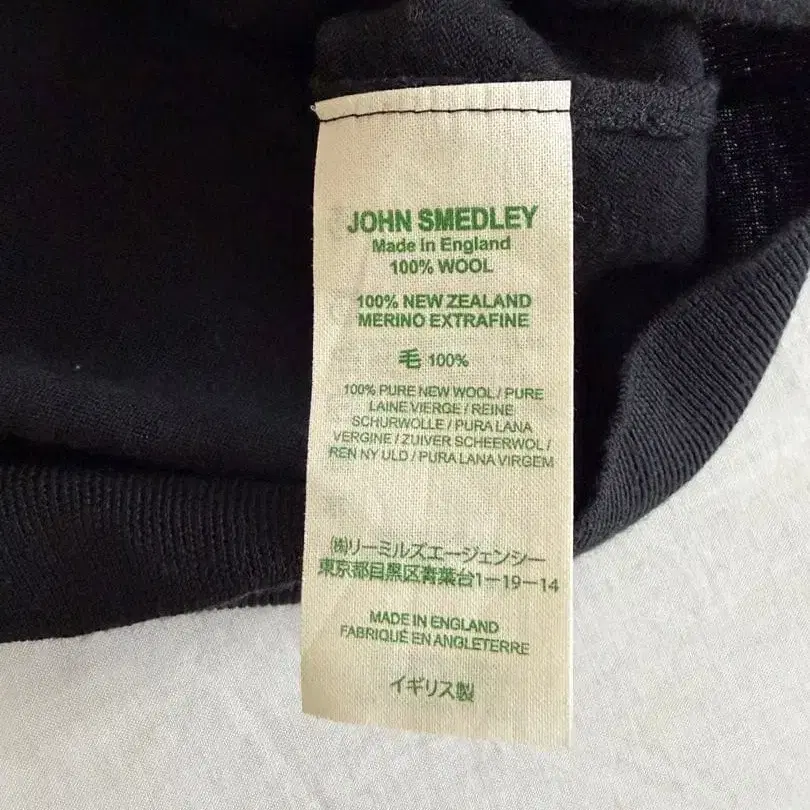 JOHN SMEDLEY
Made in England
100% WOOL
100% NEW ZEALAND
MERINO EXTRAFINE
毛 100%
100% PURE NEW WOOL / PURE
LAINE VIERGE / REINE
SCHURWOLLE / PURA LANA
VERGINE / ZUIVER SCHEERWOL /
REN NY ULD / PURA LANA VIRGEM
㈱リーミルズエージェンシー
東京都目黒区青葉台1-19-14
MADE IN ENGLAND
FABRIQUÉ EN ANGLETERRE
イギリス製